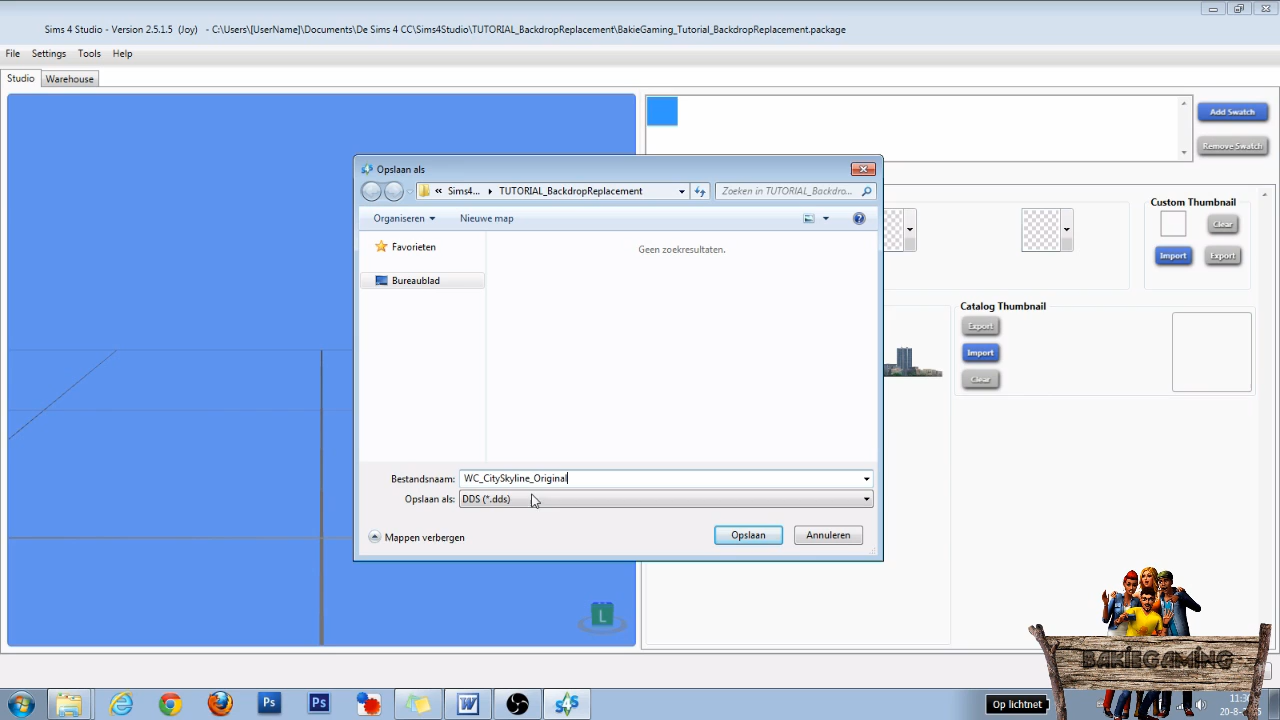 Sims 4 Studio - Version 2.5.1.5 (Joy) - C:\Users\[UserName]\Documents\De Sims 4 CC\Sims4Studio\TUTORIAL_BackdropReplacement\BakieGaming_Tutorial_BackdropReplacement.package
File Settings Tools Help
Studio Warehouse
Add Swatch
Remove Swatch
Opslaan als
« Sims4... ▸ TUTORIAL_BackdropReplacement
Zoeken in TUTORIAL_Backdro...
Organiseren Nieuwe map
Favorieten
Bureaublad
Geen zoekresultaten.
Bestandsnaam: WC_CitySkyline_Original
Opslaan als: DDS (*.dds)
Mappen verbergen
Opslaan Annuleren
Custom Thumbnail
Clear
Import Export
Catalog Thumbnail
Export
Import
Clear
L
BAKIEGAMING
Ps Ps W
Op lichtnet